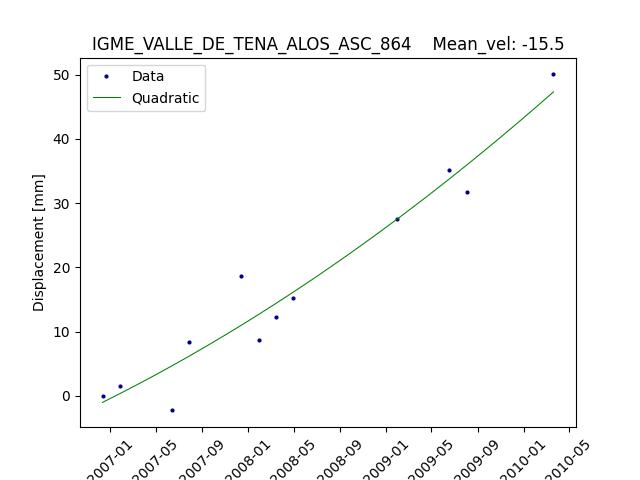 IGME_VALLE_DE_TENA_ALOS_ASC_864 Mean_vel: -15.5
Data
Quadratic
Displacement [mm]
50
40
30
20
10
0
2007-01 2007-05 2007-09 2008-01 2008-05 2008-09 2009-01 2009-05 2009-09 2010-01 2010-05